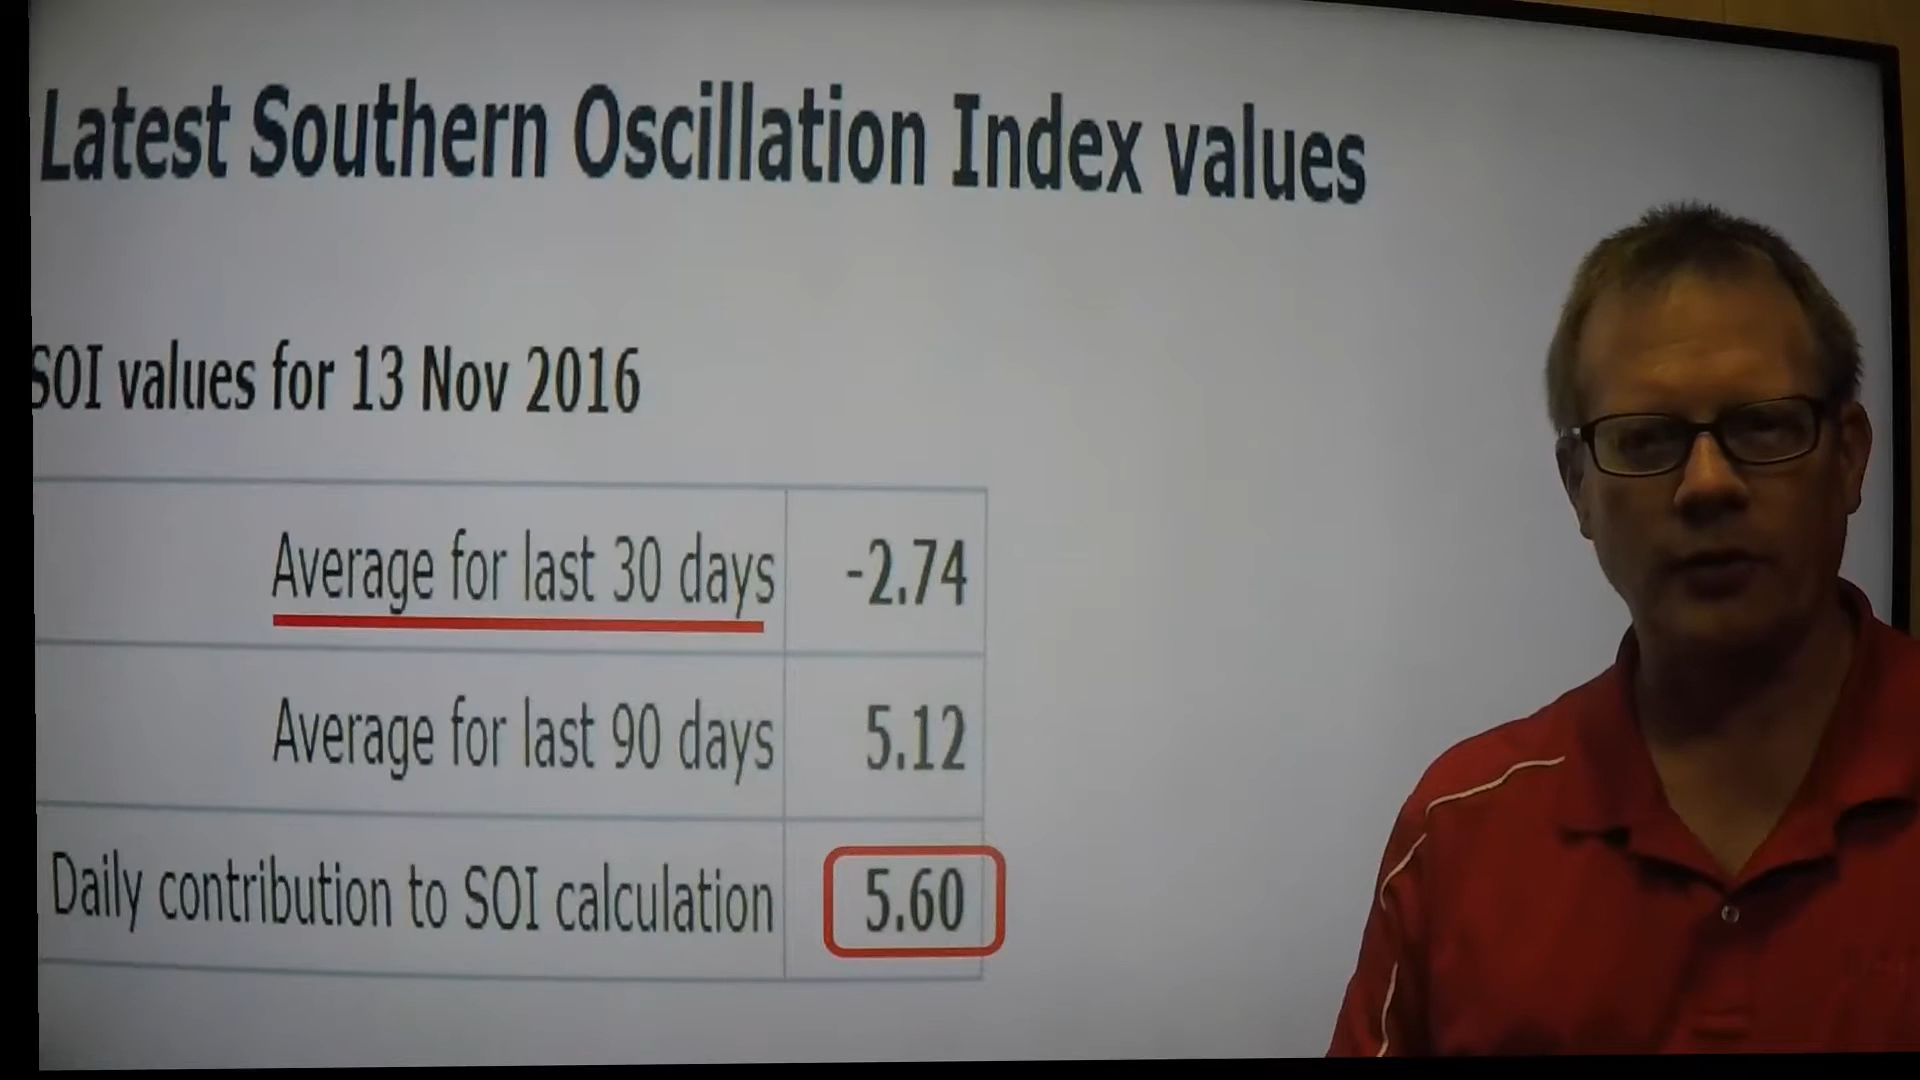 Latest Southern Oscillation Index values
SOI values for 13 Nov 2016
Average for last 30 days -2.74
Average for last 90 days 5.12
Daily contribution to SOI calculation 5.60